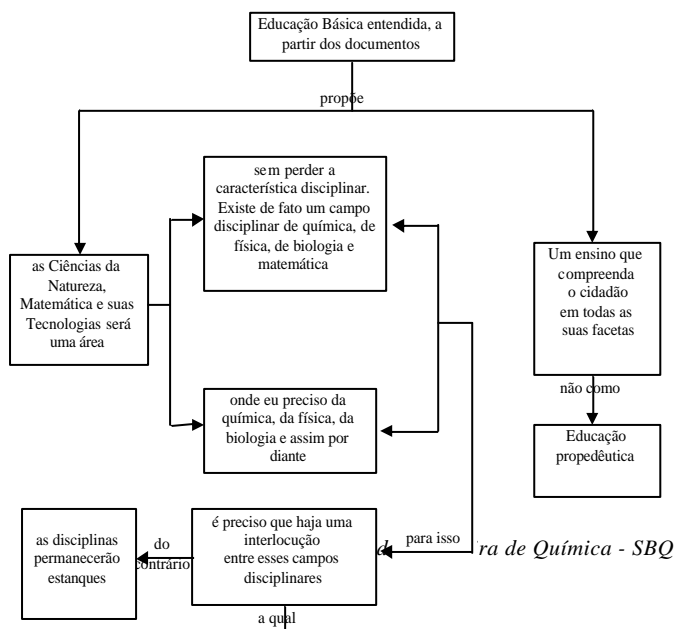 Educação Básica entendida, a
partir dos documentos
propõe
sem perder a
característica disciplinar.
Existe de fato um campo
disciplinar de química, de
física, de biologia e
matemática
as Ciências da
Natureza,
Matemática e suas
Tecnologias será
uma área
Um ensino que
compreenda
o cidadão
em todas as
suas facetas
onde eu preciso da
química, da física, da
biologia e assim por
diante
não como
Educação
propedêutica
as disciplinas
permanecerão
estanques
do
contrário
é preciso que haja uma
interlocução
entre esses campos
disciplinares
para isso
ra de Química - SBQ
a qual